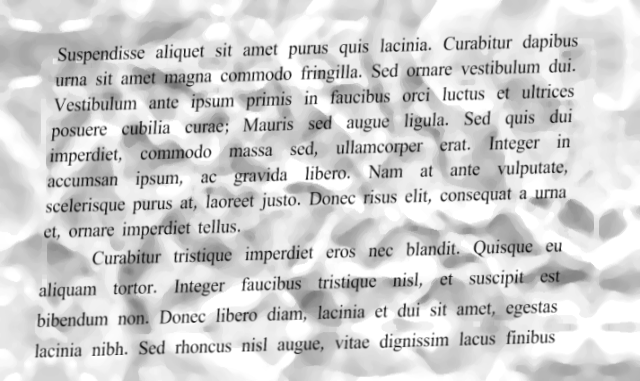 Suspendisse aliquet sit amet purus quis lacinia. Curabitur dapibus
urna sit amet magna commodo fringilla. Sed ornare vestibulum dui.
Vestibulum ante ipsum primis in faucibus orci luctus et ultrices
posuere cubilia curae; Mauris sed augue ligula. Sed quis dui
imperdiet, commodo massa sed, ullamcorper erat. Integer in
accumsan ipsum, ac gravida libero. Nam at ante vulputate,
scelerisque purus at, laoreet justo. Donec risus elit, consequat a urna
et, ornare imperdiet tellus.
Curabitur tristique imperdiet eros nec blandit. Quisque eu
aliquam tortor. Integer faucibus tristique nisl, et suscipit est
bibendum non. Donec libero diam, lacinia et dui sit amet, egestas
lacinia nibh. Sed rhoncus nisl augue, vitae dignissim lacus finibus